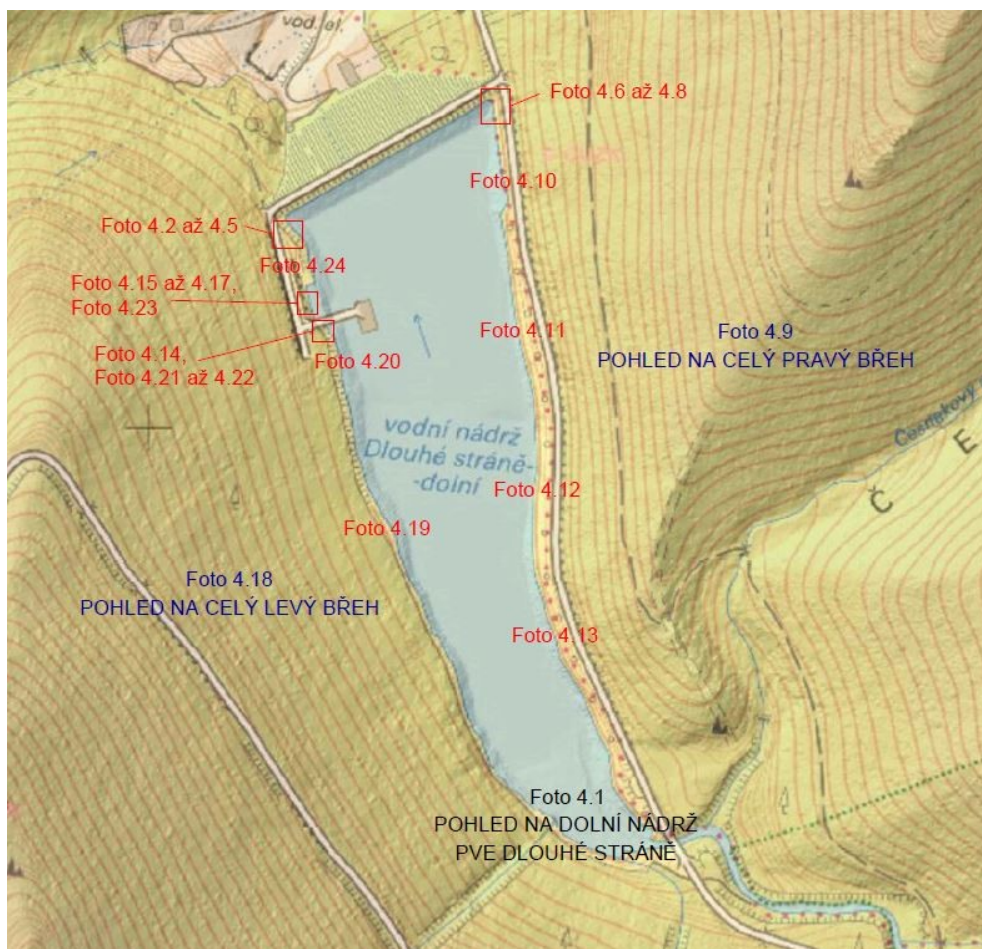 vod. el.
Foto 4.6 až 4.8
Foto 4.10
Foto 4.2 až 4.5
Foto 4.24
Foto 4.15 až 4.17,
Foto 4.23
Foto 4.11
Foto 4.9
POHLED NA CELÝ PRAVÝ BŘEH
Foto 4.14,
Foto 4.21 až 4.22
Foto 4.20
vodní nádrž
Dlouhé stráně-
-dolní
Česnekový
Č
E
Foto 4.12
Foto 4.19
Foto 4.18
POHLED NA CELÝ LEVÝ BŘEH
Foto 4.13
Foto 4.1
POHLED NA DOLNÍ NÁDRŽ
PVE DLOUHÉ STRÁNĚ